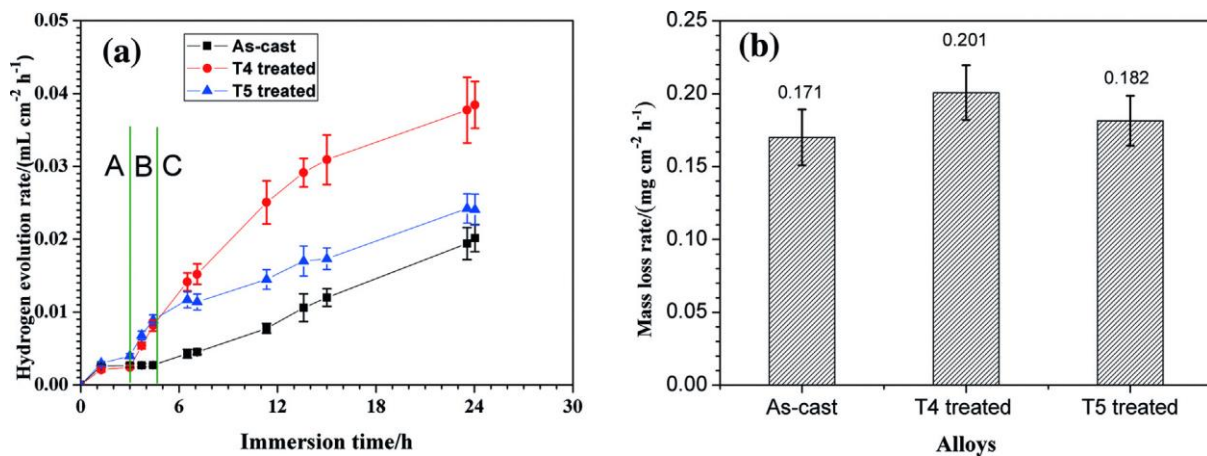 (a)
As-cast
T4 treated
T5 treated
A B C
Hydrogen evolution rate/(mL cm⁻² h⁻¹)
0.05
0.04
0.03
0.02
0.01
0.00
0 6 12 18 24 30
Immersion time/h
(b)
Mass loss rate/(mg cm⁻² h⁻¹)
0.25
0.20
0.15
0.10
0.05
0.00
0.171
0.201
0.182
As-cast T4 treated T5 treated
Alloys